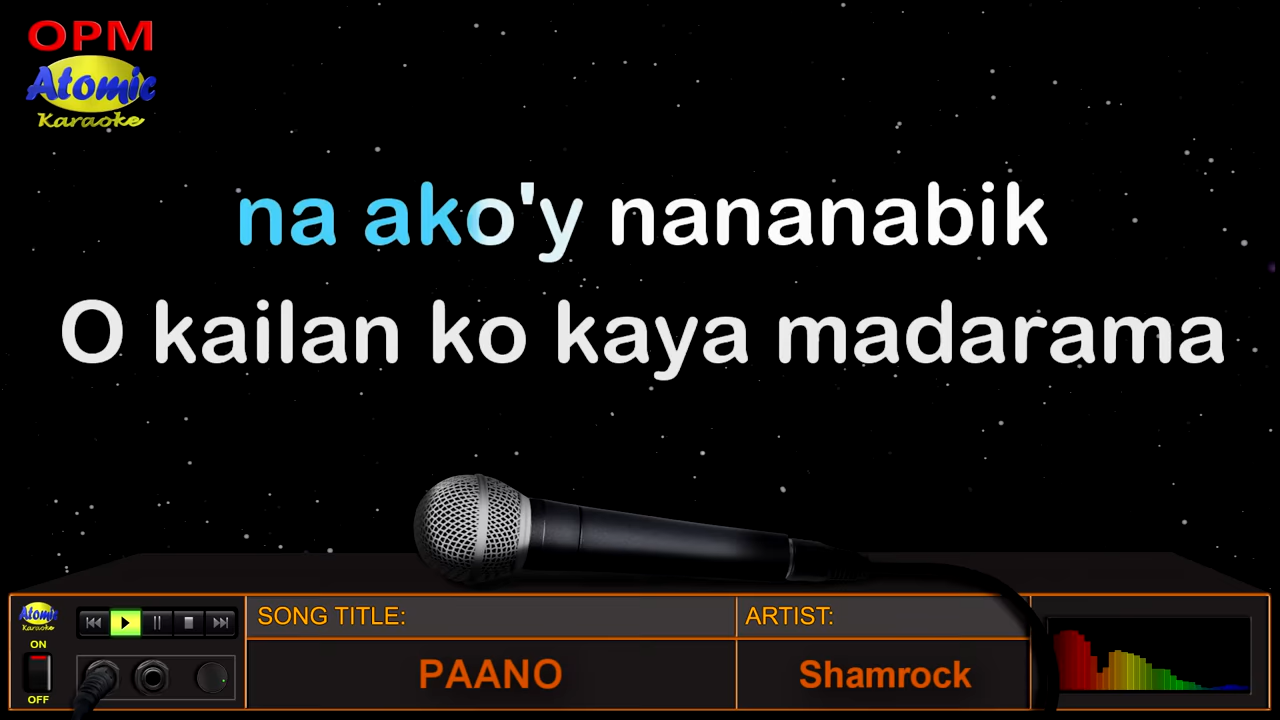 OPM
Atomic
Karaoke
na ako'y nananabik
O kailan ko kaya madarama
Atomic
Karaoke
ON
OFF
SONG TITLE:
ARTIST:
PAANO
Shamrock